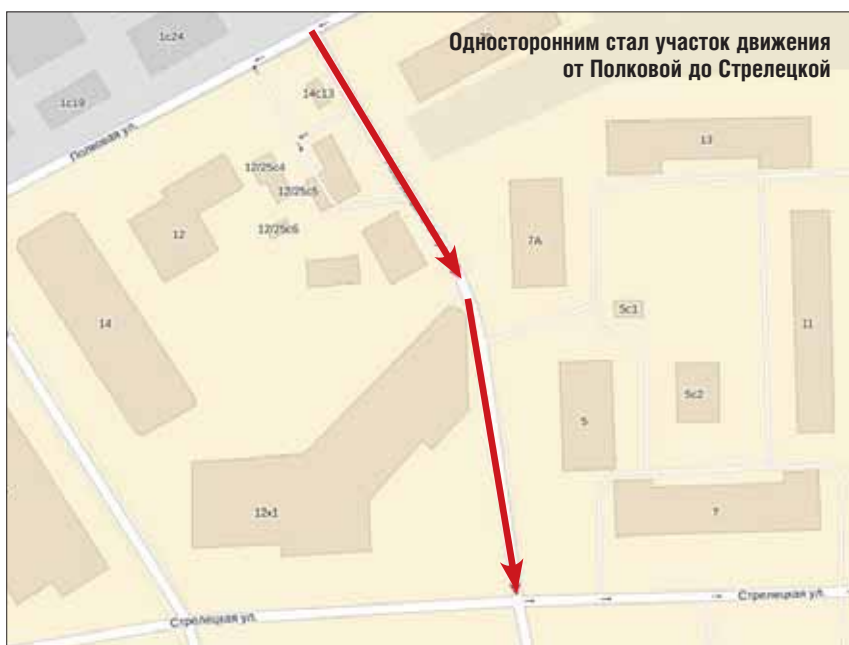 Односторонним стал участок движения
от Полковой до Стрелецкой
1с24
1с19
14с13
Полковая ул.
12/25с4
12/25с5
12/25с6
12
14
13
7А
5с1
11
5
5с2
12к1
Стрелецкая ул.
Стрелецкая ул.